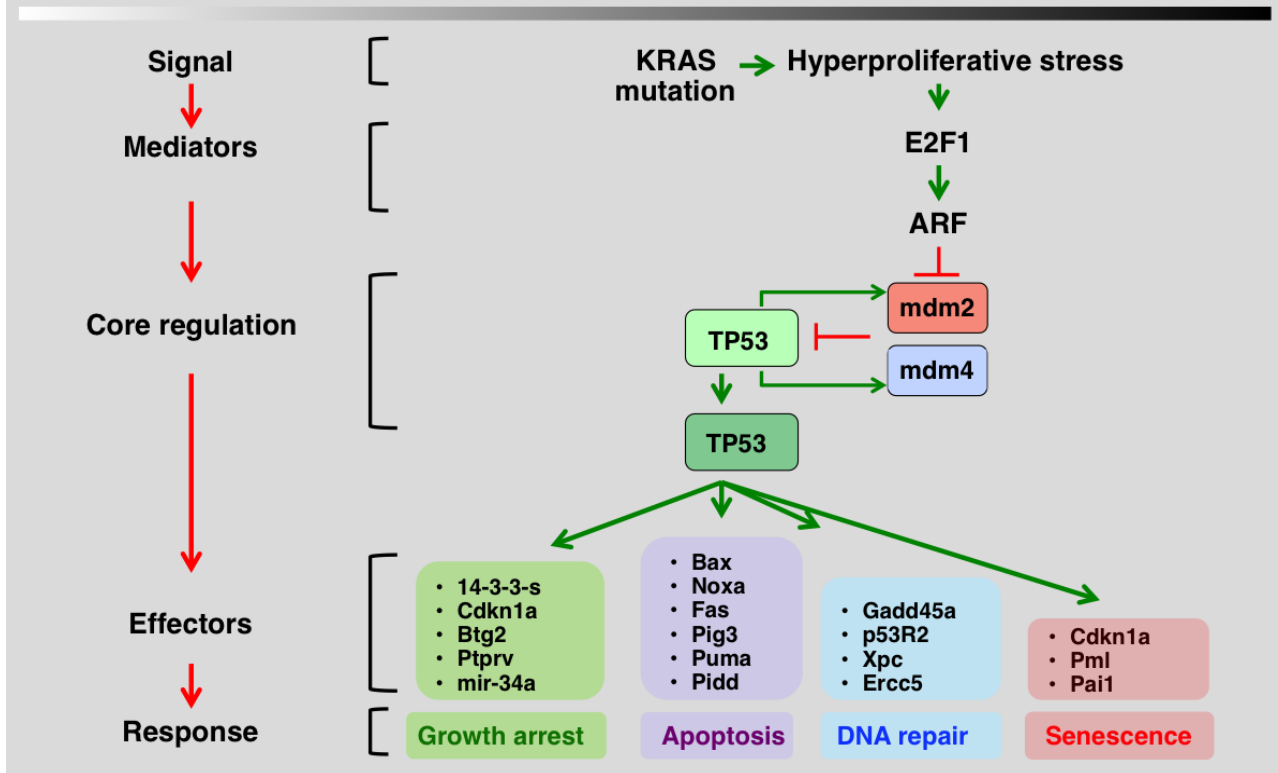 Signal
KRAS
mutation
Hyperproliferative stress
Mediators
E2F1
ARF
Core regulation
mdm2
TP53
mdm4
TP53
Effectors
• 14-3-3-s
• Cdkn1a
• Btg2
• Ptprv
• mir-34a
• Bax
• Noxa
• Fas
• Pig3
• Puma
• Pidd
• Gadd45a
• p53R2
• Xpc
• Ercc5
• Cdkn1a
• Pml
• Pai1
Response
Growth arrest
Apoptosis
DNA repair
Senescence